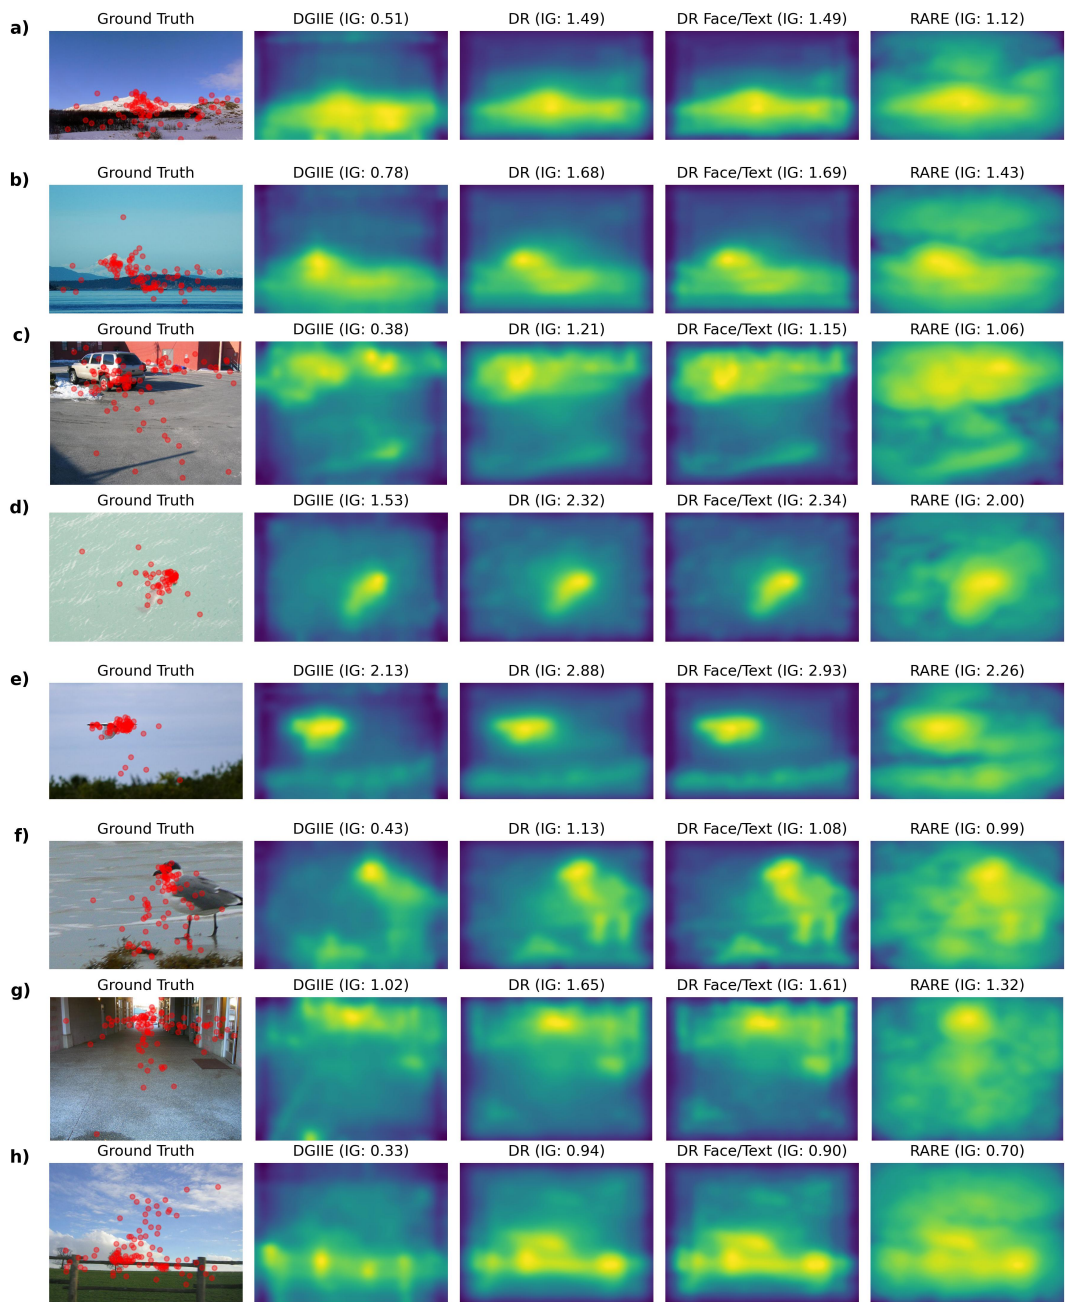 a) Ground Truth DGIIE (IG: 0.51) DR (IG: 1.49) DR Face/Text (IG: 1.49) RARE (IG: 1.12)
b) Ground Truth DGIIE (IG: 0.78) DR (IG: 1.68) DR Face/Text (IG: 1.69) RARE (IG: 1.43)
c) Ground Truth DGIIE (IG: 0.38) DR (IG: 1.21) DR Face/Text (IG: 1.15) RARE (IG: 1.06)
d) Ground Truth DGIIE (IG: 1.53) DR (IG: 2.32) DR Face/Text (IG: 2.34) RARE (IG: 2.00)
e) Ground Truth DGIIE (IG: 2.13) DR (IG: 2.88) DR Face/Text (IG: 2.93) RARE (IG: 2.26)
f) Ground Truth DGIIE (IG: 0.43) DR (IG: 1.13) DR Face/Text (IG: 1.08) RARE (IG: 0.99)
g) Ground Truth DGIIE (IG: 1.02) DR (IG: 1.65) DR Face/Text (IG: 1.61) RARE (IG: 1.32)
h) Ground Truth DGIIE (IG: 0.33) DR (IG: 0.94) DR Face/Text (IG: 0.90) RARE (IG: 0.70)